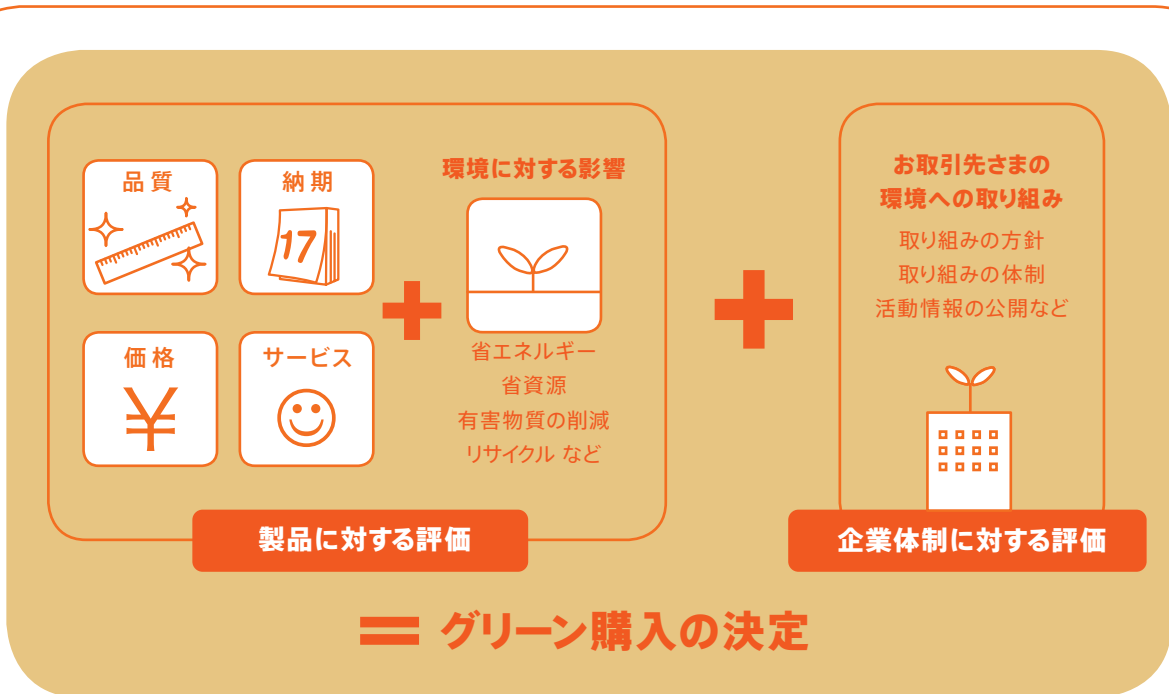 品質
納期
17
価格
¥
サービス
環境に対する影響
省エネルギー
省資源
有害物質の削減
リサイクル など
製品に対する評価
お取引先さまの
環境への取り組み
取り組みの方針
取り組みの体制
活動情報の公開など
企業体制に対する評価
= グリーン購入の決定